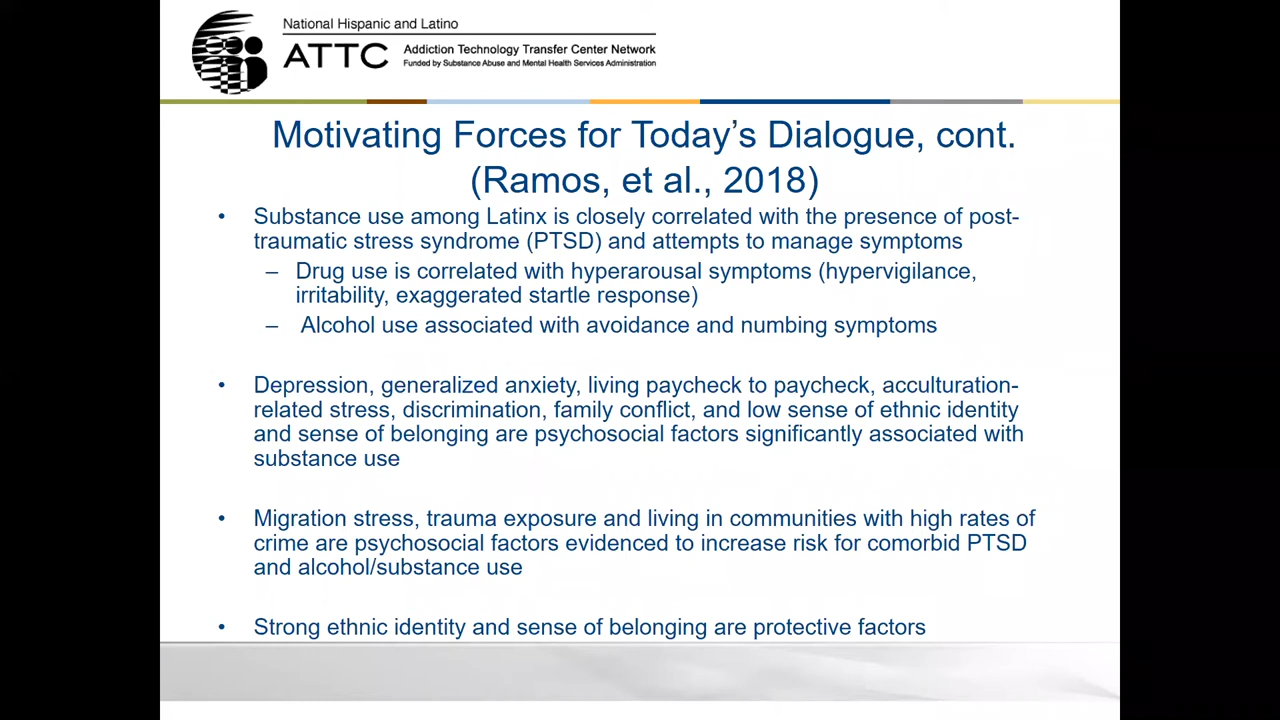 National Hispanic and Latino
ATTC
Addiction Technology Transfer Center Network
Funded by Substance Abuse and Mental Health Services Administration
Motivating Forces for Today’s Dialogue, cont.
(Ramos, et al., 2018)
• Substance use among Latinx is closely correlated with the presence of post-
traumatic stress syndrome (PTSD) and attempts to manage symptoms
– Drug use is correlated with hyperarousal symptoms (hypervigilance,
irritability, exaggerated startle response)
– Alcohol use associated with avoidance and numbing symptoms
• Depression, generalized anxiety, living paycheck to paycheck, acculturation-
related stress, discrimination, family conflict, and low sense of ethnic identity
and sense of belonging are psychosocial factors significantly associated with
substance use
• Migration stress, trauma exposure and living in communities with high rates of
crime are psychosocial factors evidenced to increase risk for comorbid PTSD
and alcohol/substance use
• Strong ethnic identity and sense of belonging are protective factors